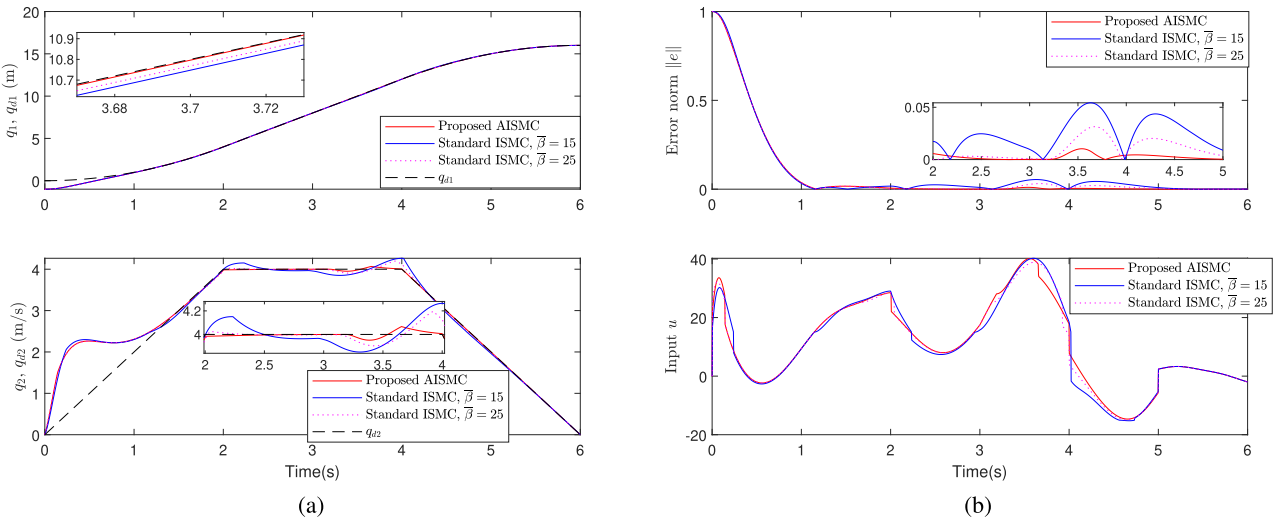 20
15
10
5
0
q1, qd1 (m)
10.9
10.8
10.7
3.68
3.7
3.72
Proposed AISMC
Standard ISMC, β̅ = 15
Standard ISMC, β̅ = 25
qd1
0 1 2 3 4 5 6
4
3
2
1
0
q2, qd2 (m/s)
4.2
4
2 2.5 3 3.5 4
Proposed AISMC
Standard ISMC, β̅ = 15
Standard ISMC, β̅ = 25
qd2
0 1 2 3 4 5 6
Time(s)
(a)
1
0.5
0
Error norm ||e||
Proposed AISMC
Standard ISMC, β̅ = 15
Standard ISMC, β̅ = 25
0.05
0
2 2.5 3 3.5 4 4.5 5
0 1 2 3 4 5 6
40
20
0
-20
Input u
Proposed AISMC
Standard ISMC, β̅ = 15
Standard ISMC, β̅ = 25
0 1 2 3 4 5 6
Time(s)
(b)